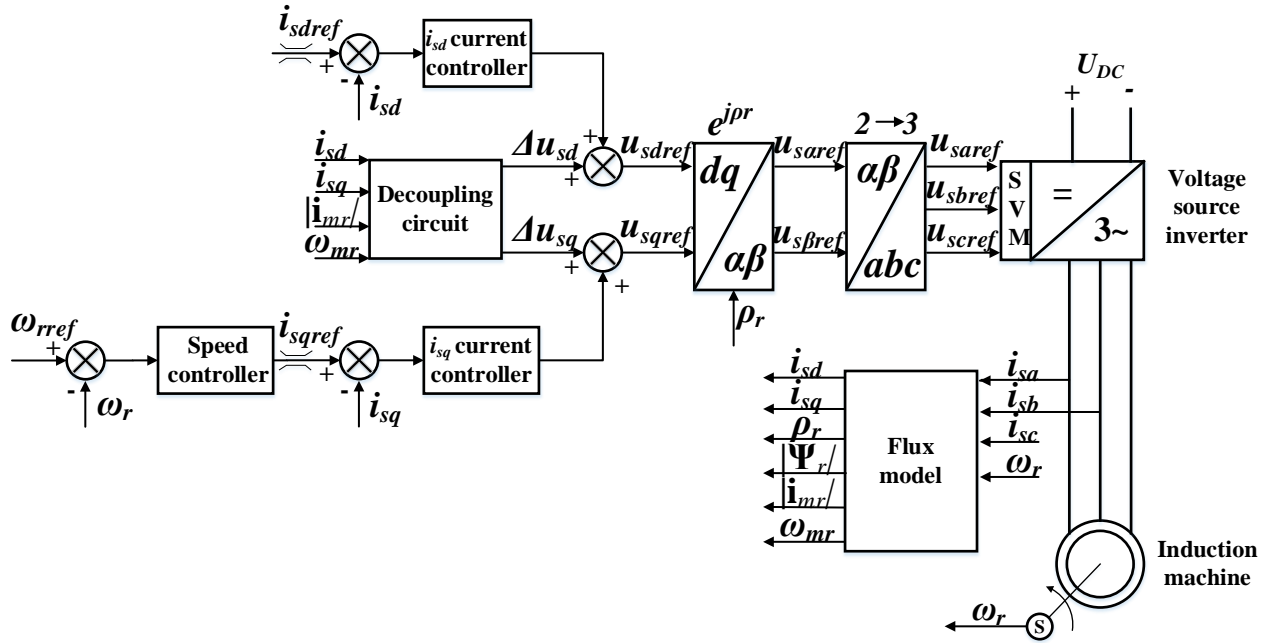 i_sdref
+
-
i_sd
i_sd current
controller
i_sd
i_sq
|i_mr/
ω_mr
Decoupling
circuit
Δu_sd
+
+
u_sdref
Δu_sq
+
+
u_sqref
ω_rref
+
-
ω_r
Speed
controller
i_sqref
+
-
i_sq
i_sq current
controller
e^jρr
dq
αβ
ρ_r
u_sαref
u_sβref
2→3
αβ
abc
u_saref
u_sbref
u_scref
U_DC
+ -
S
V
M
=
3~
Voltage
source
inverter
i_sd
i_sq
ρ_r
|Ψ_r/
|i_mr/
ω_mr
Flux
model
i_sa
i_sb
i_sc
ω_r
Induction
machine
ω_r
S